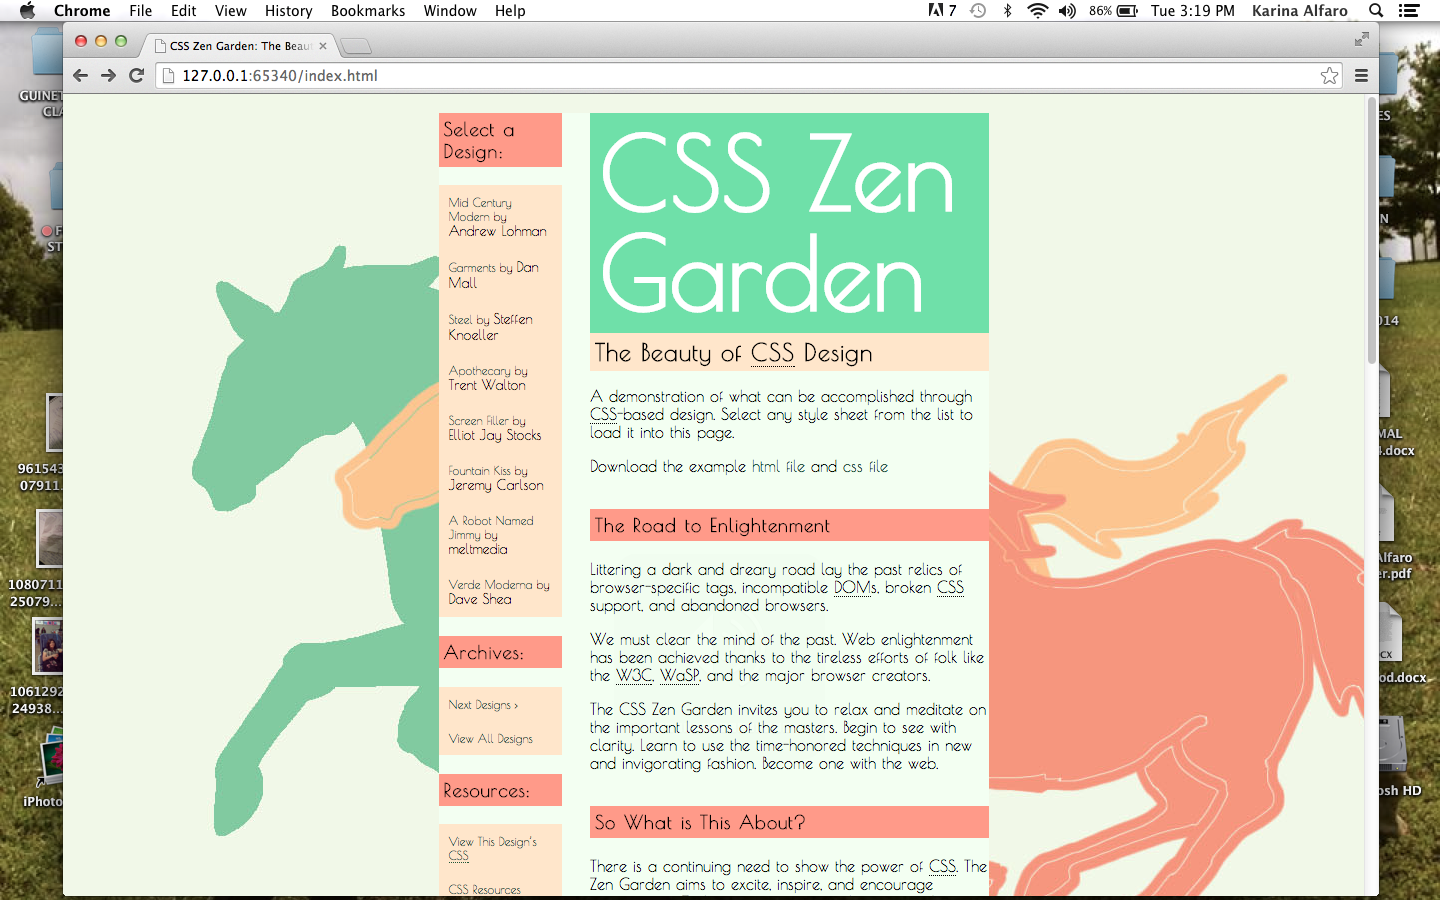 Chrome File Edit View History Bookmarks Window Help 7 86% Tue 3:19 PM Karina Alfaro
CSS Zen Garden: The Beau
127.0.0.1:65340/index.html
GUINET
CLA
ST
961543
07911...
1080711
25079...
1061292
24938...
iPhoto
ES
N
014
MÁL
4.docx
Alfaro
er.pdf
CX
od.docx
osh HD
Select a
Design:
Mid Century
Modern by
Andrew Lohman
Garments by Dan
Mall
Steel by Steffen
Knoeller
Apothecary by
Trent Walton
Screen Filler by
Elliot Jay Stocks
Fountain Kiss by
Jeremy Carlson
A Robot Named
Jimmy by
meltmedia
Verde Moderna by
Dave Shea
Archives:
Next Designs ›
View All Designs
Resources:
View This Design's
CSS
CSS Resources
CSS Zen
Garden
The Beauty of CSS Design
A demonstration of what can be accomplished through
CSS-based design. Select any style sheet from the list to
load it into this page.
Download the example html file and css file
The Road to Enlightenment
Littering a dark and dreary road lay the past relics of
browser-specific tags, incompatible DOMs, broken CSS
support, and abandoned browsers.
We must clear the mind of the past. Web enlightenment
has been achieved thanks to the tireless efforts of folk like
the W3C, WaSP, and the major browser creators.
The CSS Zen Garden invites you to relax and meditate on
the important lessons of the masters. Begin to see with
clarity. Learn to use the time-honored techniques in new
and invigorating fashion. Become one with the web.
So What is This About?
There is a continuing need to show the power of CSS. The
Zen Garden aims to excite, inspire, and encourage